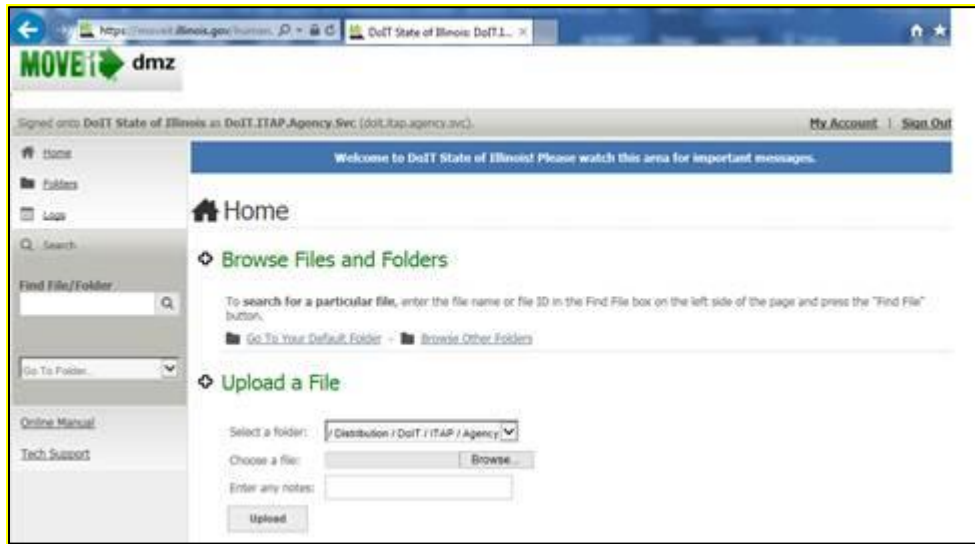 https://moveit.illinois.gov/human.
DoIT State of Illinois: DoIT.I...
MOVEit dmz
Signed onto DoIT State of Illinois as DoIT.ITAP.Agency.Svc (doit.itap.agency.svc).
My Account | Sign Out
Home
Folders
Logs
Search
Find File/Folder
Go To Folder...
Online Manual
Tech Support
Welcome to DoIT State of Illinois! Please watch this area for important messages.
Home
Browse Files and Folders
To search for a particular file, enter the file name or file ID in the Find File box on the left side of the page and press the "Find File"
button.
Go To Your Default Folder - Browse Other Folders
Upload a File
Select a folder: / Distribution / DoIT / ITAP / Agency
Choose a file: Browse...
Enter any notes:
Upload